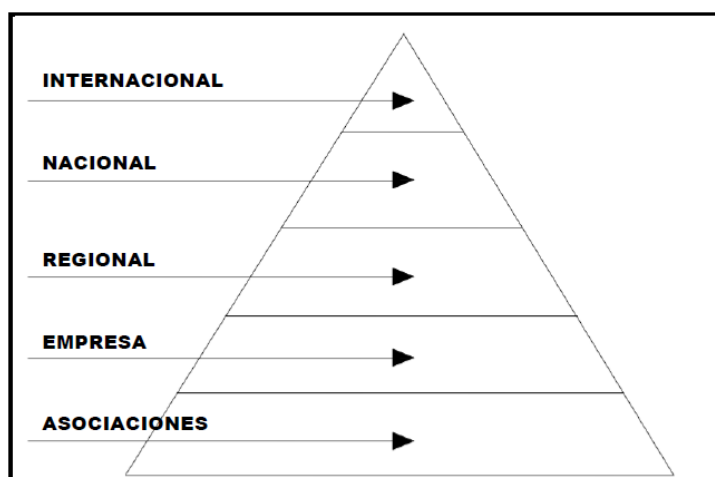 INTERNACIONAL
NACIONAL
REGIONAL
EMPRESA
ASOCIACIONES